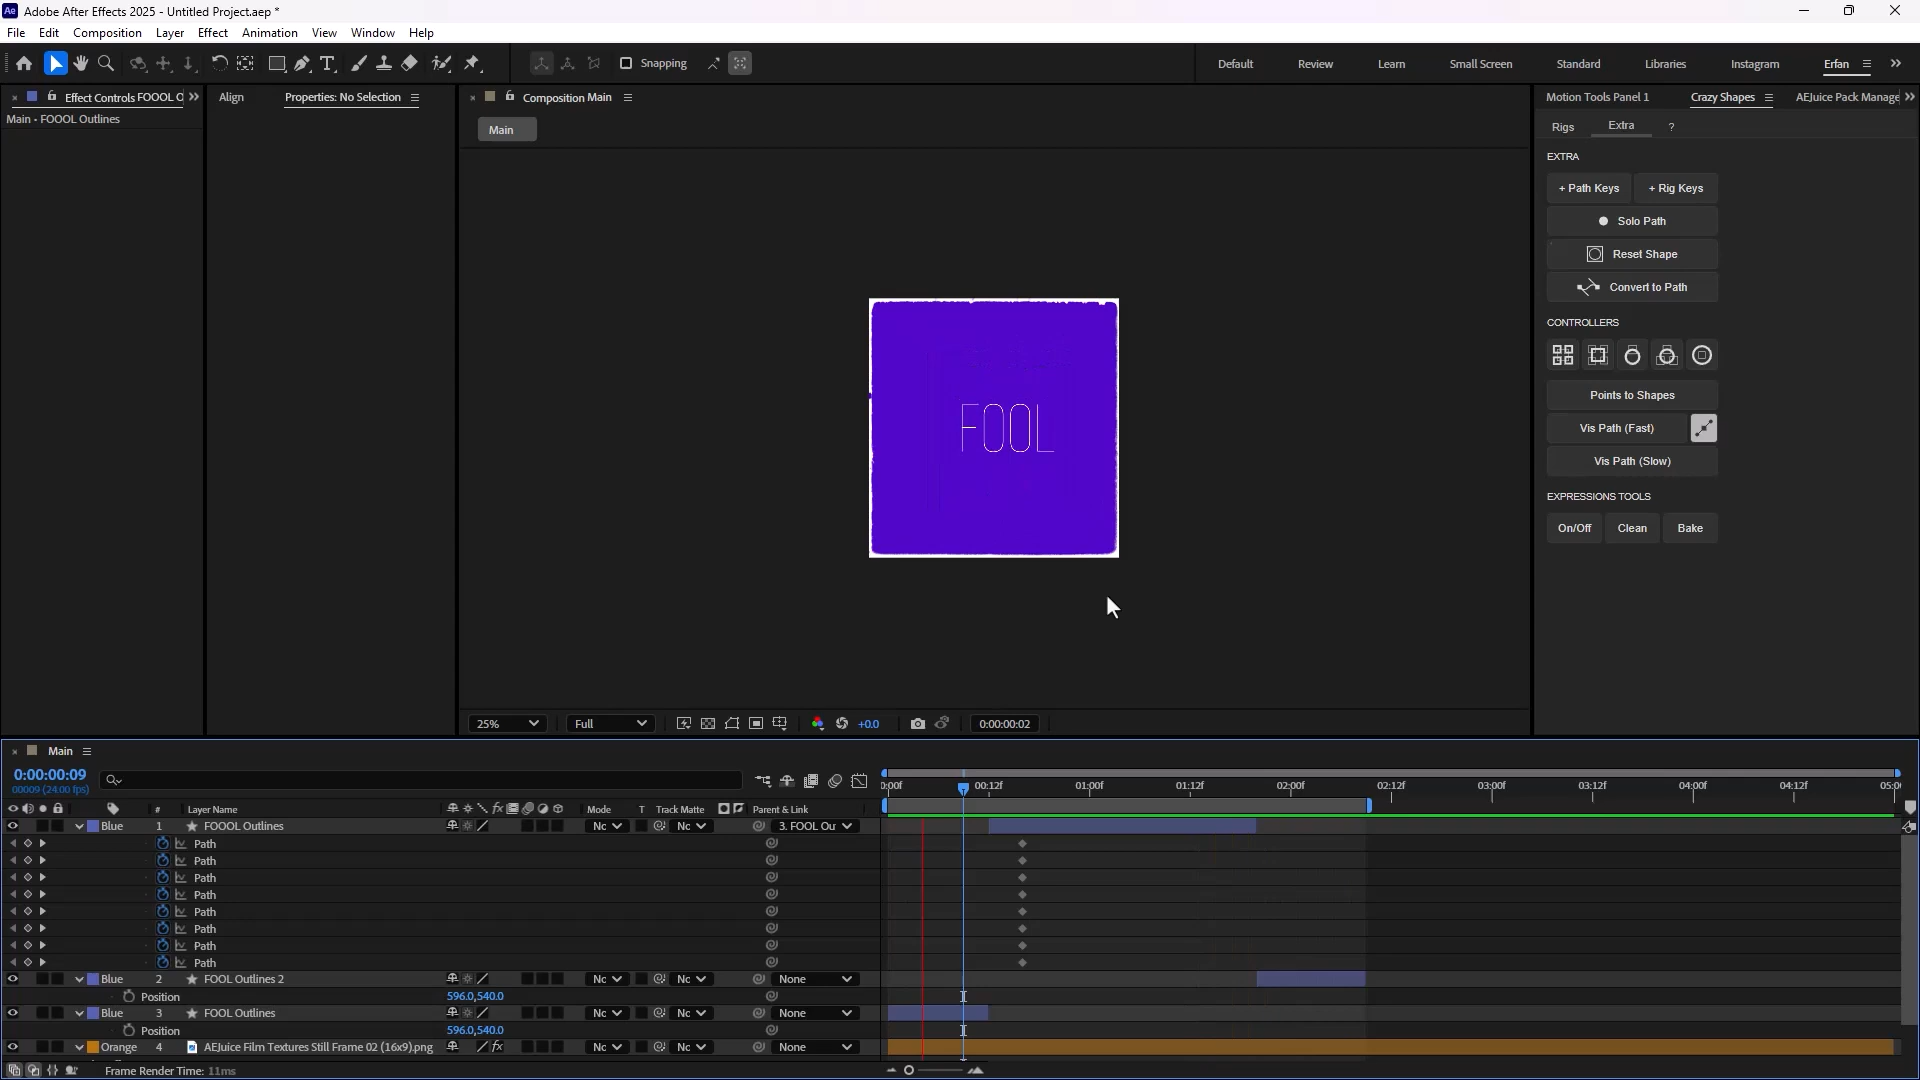 Adobe After Effects 2025 - Untitled Project.aep *
File Edit Composition Layer Effect Animation View Window Help
Snapping
Default Review Learn Small Screen Standard Libraries Instagram Erfan
Effect Controls FOOOL O
Align
Properties: No Selection
Composition Main
Motion Tools Panel 1 Crazy Shapes AEJuice Pack Manage
Main - FOOOL Outlines
Main
Rigs Extra ?
EXTRA
+ Path Keys + Rig Keys
Solo Path
Reset Shape
Convert to Path
CONTROLLERS
Points to Shapes
Vis Path (Fast)
Vis Path (Slow)
EXPRESSIONS TOOLS
On/Off Clean Bake
FOOL
25% Full +0.0 0:00:00:02
Main
0:00:00:09
00009 (24.00 fps)
:00f 00:12f 01:00f 01:12f 02:00f 02:12f 03:00f 03:12f 04:00f 04:12f 05:0
# Layer Name Mode T Track Matte Parent & Link
Blue 1 FOOOL Outlines Nc Nc 3. FOOL Ou
Path
Path
Path
Path
Path
Path
Path
Path
Blue 2 FOOL Outlines 2 Nc Nc None
Position 596.0,540.0
Blue 3 FOOL Outlines Nc Nc None
Position 596.0,540.0
Orange 4 AEJuice Film Textures Still Frame 02 (16x9).png Nc Nc None
Frame Render Time: 11ms